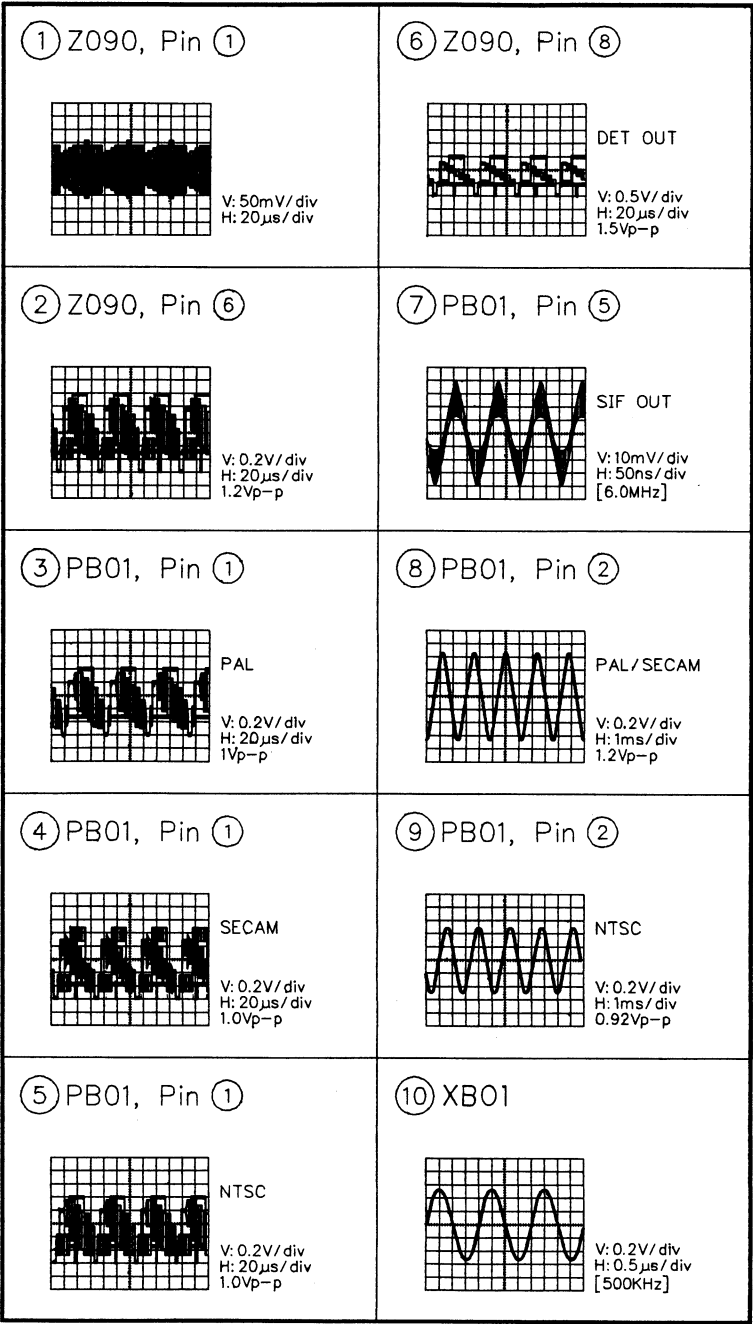 ① Z090, Pin ①
V: 50mV/div
H: 20µs/div
② Z090, Pin ⑥
V: 0.2V/div
H: 20µs/div
1.2Vp-p
③ PB01, Pin ①
PAL
V: 0.2V/div
H: 20µs/div
1Vp-p
④ PB01, Pin ①
SECAM
V: 0.2V/div
H: 20µs/div
1.0Vp-p
⑤ PB01, Pin ①
NTSC
V: 0.2V/div
H: 20µs/div
1.0Vp-p
⑥ Z090, Pin ⑧
DET OUT
V: 0.5V/div
H: 20µs/div
1.5Vp-p
⑦ PB01, Pin ⑤
SIF OUT
V: 10mV/div
H: 50ns/div
[6.0MHz]
⑧ PB01, Pin ②
PAL/SECAM
V: 0.2V/div
H: 1ms/div
1.2Vp-p
⑨ PB01, Pin ②
NTSC
V: 0.2V/div
H: 1ms/div
0.92Vp-p
⑩ XB01
V: 0.2V/div
H: 0.5µs/div
[500KHz]